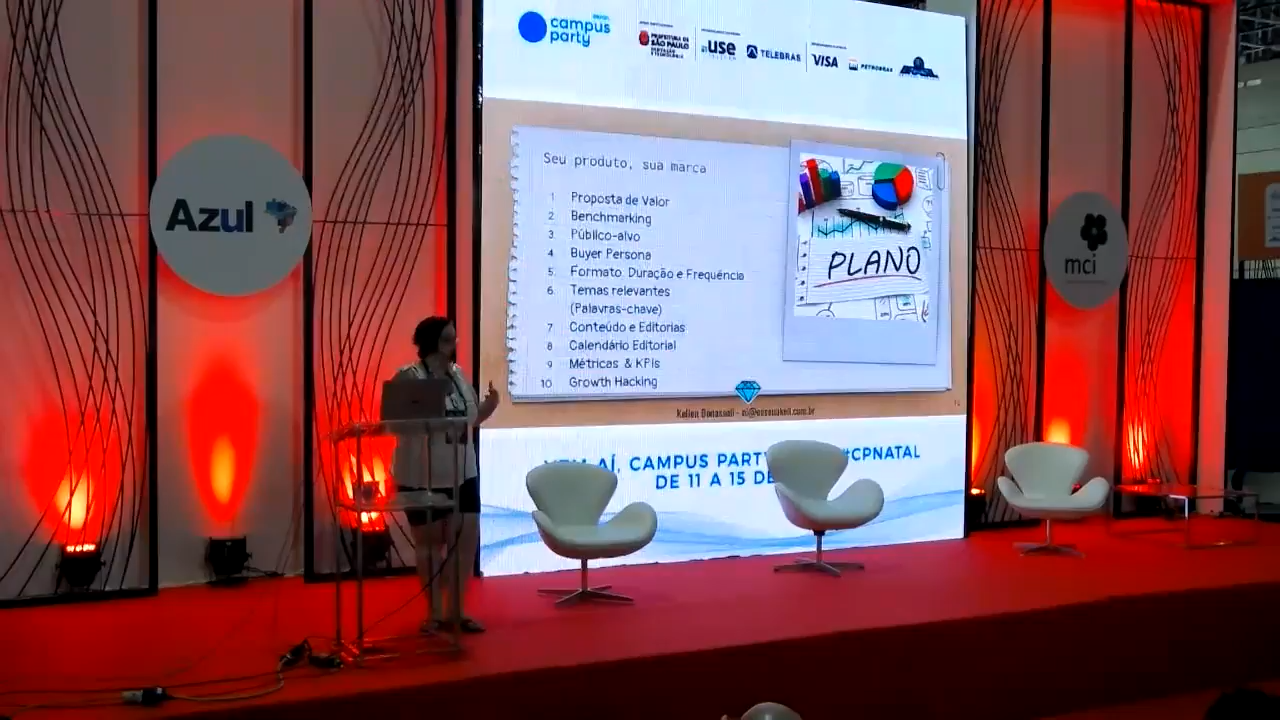 campus
party
PREFEITURA DE
SÃO PAULO
use
TELEBRAS
VISA
PETROBRAS
Azul
mci
Seu produto, sua marca
1 Proposta de Valor
2 Benchmarking
3 Público-alvo
4 Buyer Persona
5. Formato, Duração e Frequência
6. Temas relevantes
(Palavras-chave)
7 Conteúdo e Editorias
8 Calendário Editorial
9 Métricas & KPIs
10 Growth Hacking
PLANO
AÍ, CAMPUS PARTY #CPNATAL
DE 11 A 15 DE